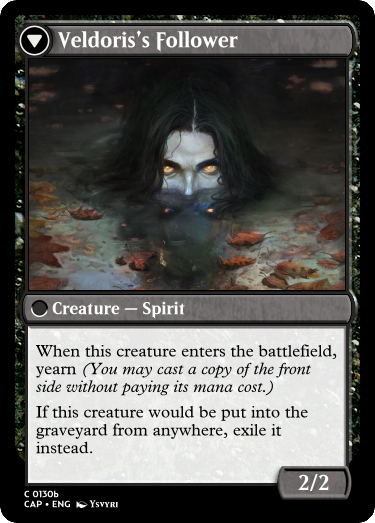 Veldoris's Follower
Creature — Spirit
When this creature enters the battlefield,
yearn (You may cast a copy of the front
side without paying its mana cost.)
If this creature would be put into the
graveyard from anywhere, exile it
instead.
2/2
C 0130b
CAP • ENG Ysvyri